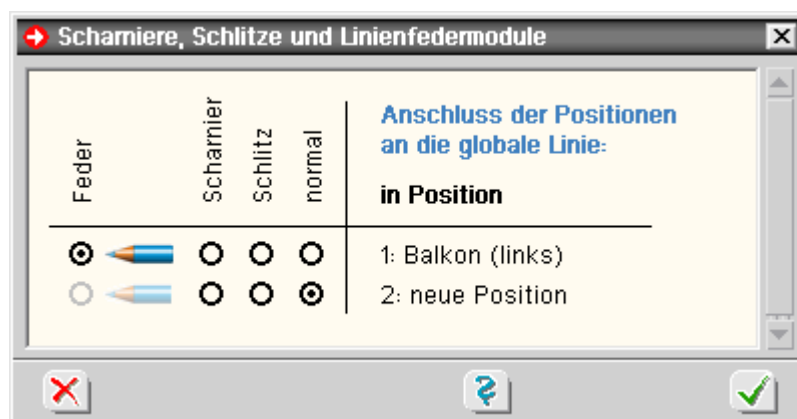 Scharniere, Schlitze und Linienfedermodule
Feder
Scharnier
Schlitz
normal
Anschluss der Positionen
an die globale Linie:
in Position
1: Balkon (links)
2: neue Position